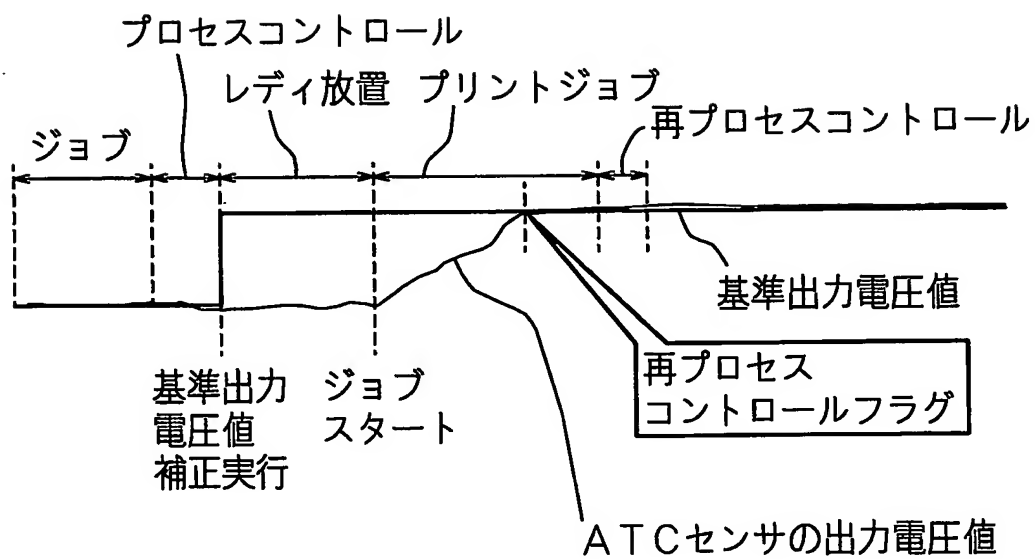 プロセスコントロール
レディ放置 プリントジョブ
再プロセスコントロール
ジョブ
基準出力電圧値
再プロセス
コントロールフラグ
基準出力
電圧値
補正実行
ジョブ
スタート
ATCセンサの出力電圧値